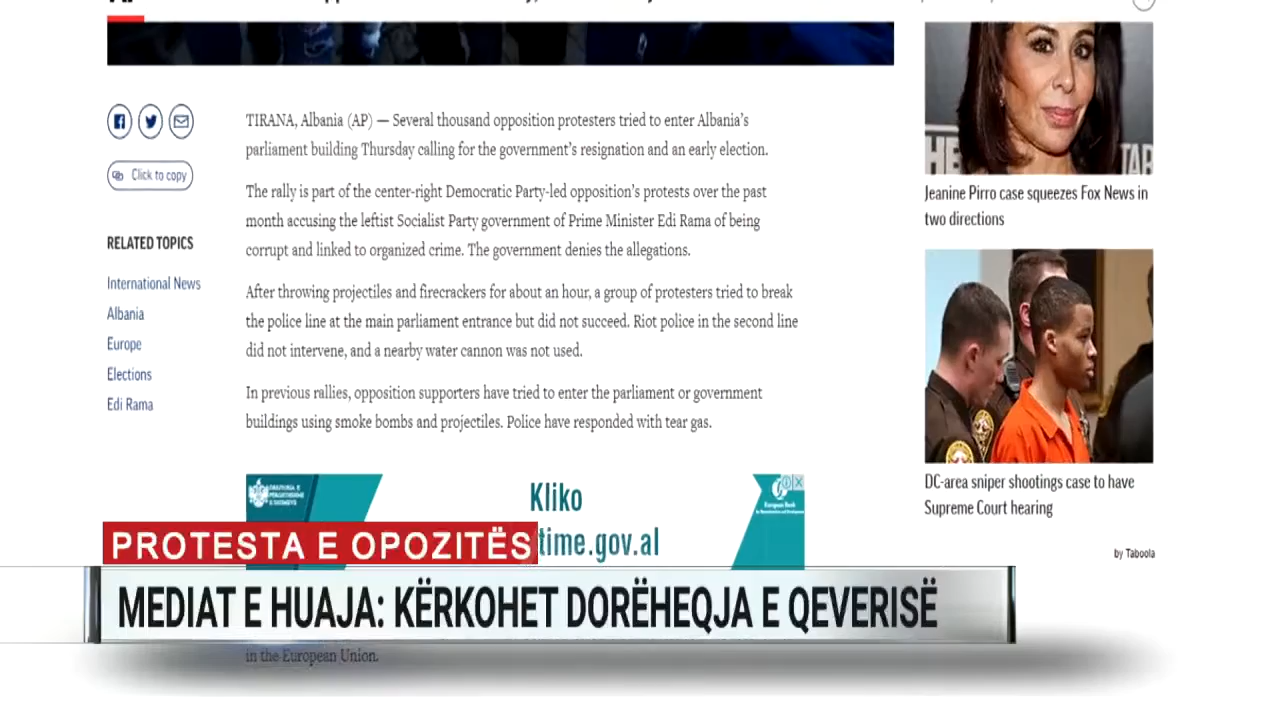 TIRANA, Albania (AP) — Several thousand opposition protesters tried to enter Albania's
parliament building Thursday calling for the government's resignation and an early election.
The rally is part of the center-right Democratic Party-led opposition's protests over the past
month accusing the leftist Socialist Party government of Prime Minister Edi Rama of being
corrupt and linked to organized crime. The government denies the allegations.
After throwing projectiles and firecrackers for about an hour, a group of protesters tried to break
the police line at the main parliament entrance but did not succeed. Riot police in the second line
did not intervene, and a nearby water cannon was not used.
In previous rallies, opposition supporters have tried to enter the parliament or government
buildings using smoke bombs and projectiles. Police have responded with tear gas.
Click to copy
RELATED TOPICS
International News
Albania
Europe
Elections
Edi Rama
Jeanine Pirro case squeezes Fox News in
two directions
DC-area sniper shootings case to have
Supreme Court hearing
by Taboola
Kliko
time.gov.al
European Bank
PROTESTA E OPOZITËS
MEDIAT E HUAJA: KËRKOHET DORËHEQJA E QEVERISË
in the European Union.